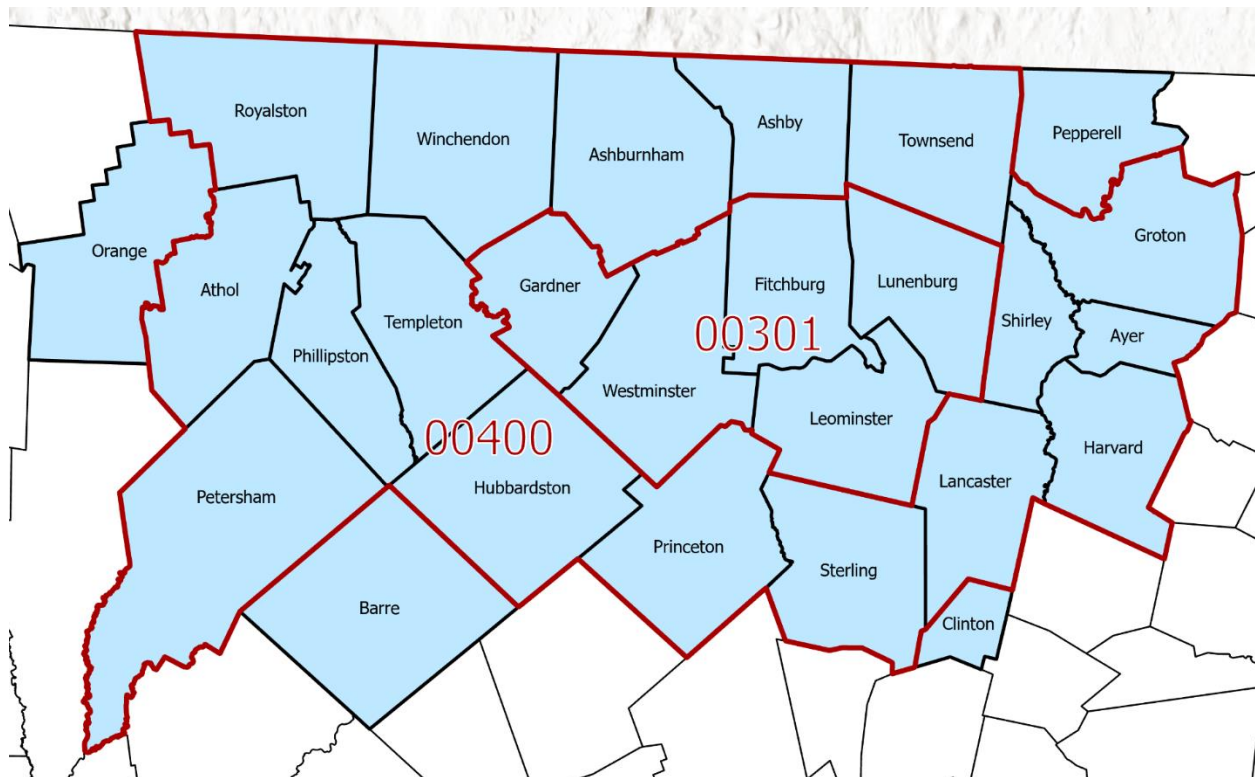 Royalston
Winchendon
Ashburnham
Ashby
Townsend
Pepperell
Orange
Athol
Phillipston
Templeton
Gardner
Westminster
Fitchburg
Lunenburg
Shirley
Groton
Ayer
00301
Leominster
Harvard
00400
Petersham
Hubbardston
Lancaster
Princeton
Sterling
Barre
Clinton